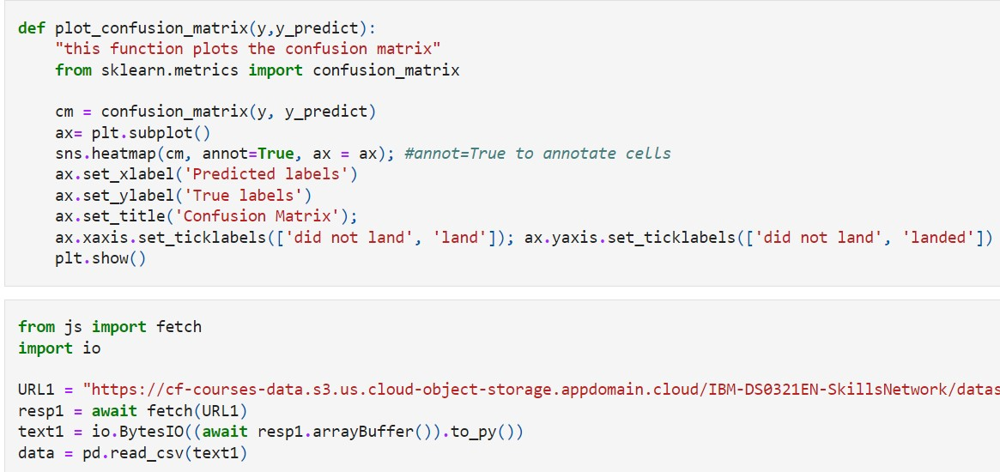 def plot_confusion_matrix(y,y_predict):
    "this function plots the confusion matrix"
    from sklearn.metrics import confusion_matrix

    cm = confusion_matrix(y, y_predict)
    ax= plt.subplot()
    sns.heatmap(cm, annot=True, ax = ax); #annot=True to annotate cells
    ax.set_xlabel('Predicted labels')
    ax.set_ylabel('True labels')
    ax.set_title('Confusion Matrix');
    ax.xaxis.set_ticklabels(['did not land', 'land']); ax.yaxis.set_ticklabels(['did not land', 'landed'])
    plt.show()

from js import fetch
import io

URL1 = "https://cf-courses-data.s3.us.cloud-object-storage.appdomain.cloud/IBM-DS0321EN-SkillsNetwork/datas
resp1 = await fetch(URL1)
text1 = io.BytesIO((await resp1.arrayBuffer()).to_py())
data = pd.read_csv(text1)